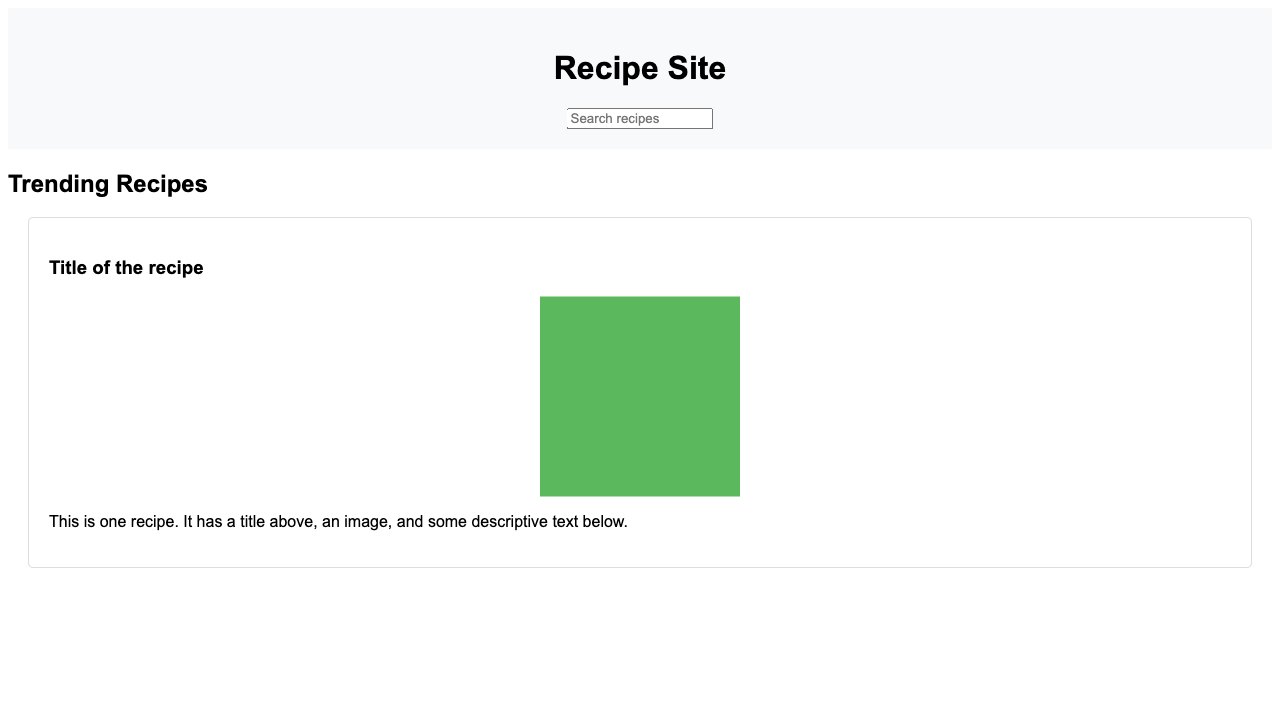 Recipe Site
Search recipes
Trending Recipes
Title of the recipe
This is one recipe. It has a title above, an image, and some descriptive text below.